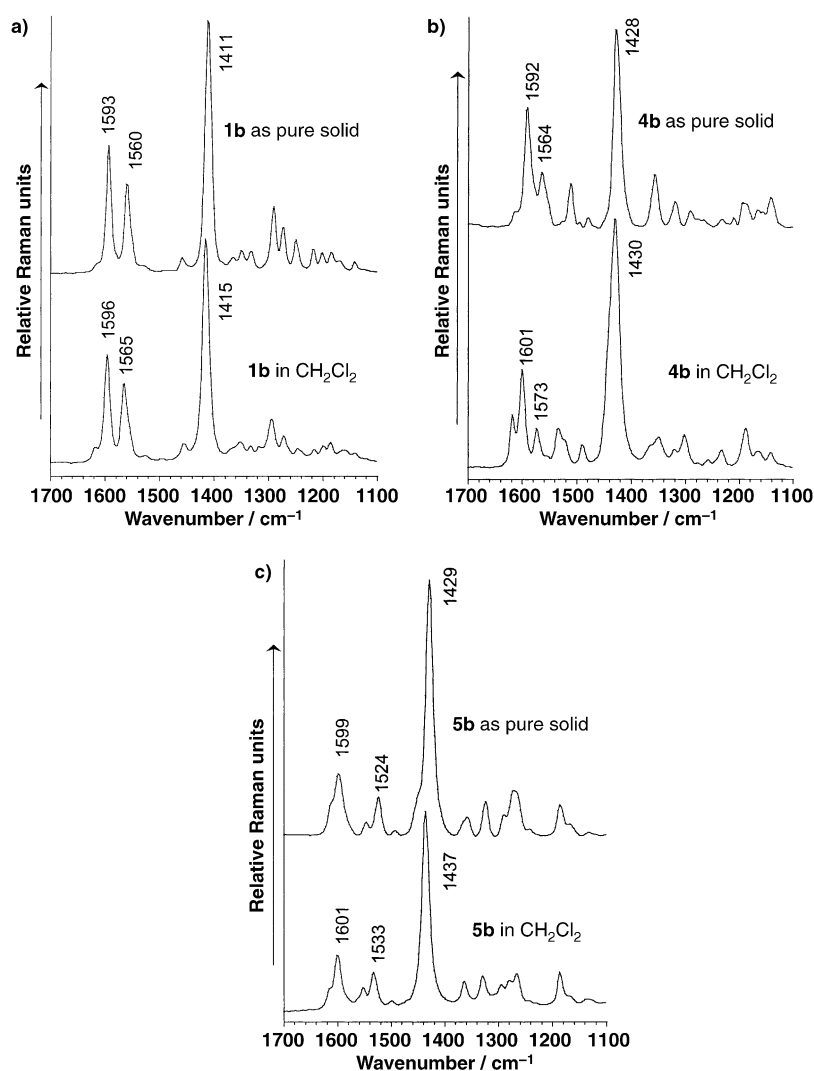 a)
Relative Raman units
1593
1560
1411
1b as pure solid
1596
1565
1415
1b in CH₂Cl₂
1700 1600 1500 1400 1300 1200 1100
Wavenumber / cm⁻¹
b)
Relative Raman units
1592
1564
1428
4b as pure solid
1601
1573
1430
4b in CH₂Cl₂
1700 1600 1500 1400 1300 1200 1100
Wavenumber / cm⁻¹
c)
Relative Raman units
1599
1524
1429
5b as pure solid
1601
1533
1437
5b in CH₂Cl₂
1700 1600 1500 1400 1300 1200 1100
Wavenumber / cm⁻¹